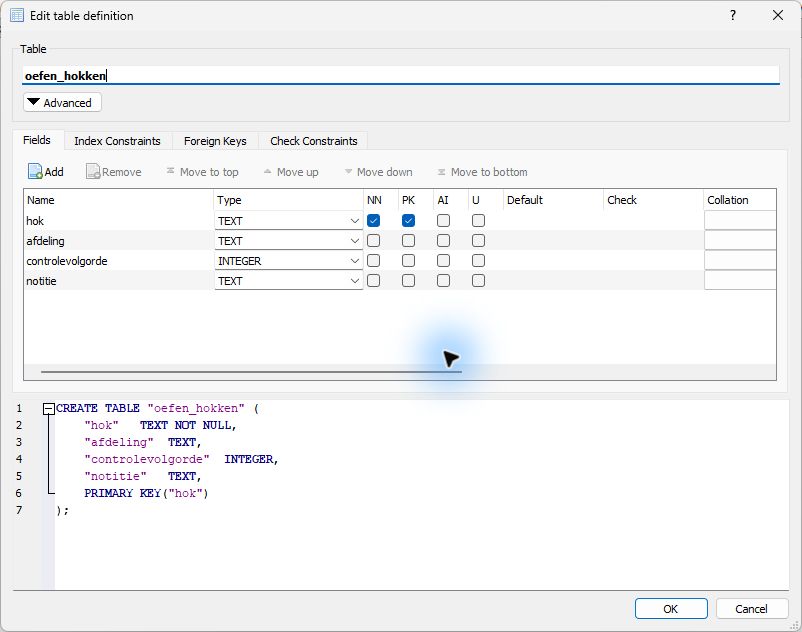 Edit table definition ?
Table
oefen_hokken
Advanced
Fields Index Constraints Foreign Keys Check Constraints
Add Remove Move to top Move up Move down Move to bottom
Name Type NN PK AI U Default Check Collation
hok TEXT
afdeling TEXT
controlevolgorde INTEGER
notitie TEXT
1 CREATE TABLE "oefen_hokken" (
2 "hok" TEXT NOT NULL,
3 "afdeling" TEXT,
4 "controlevolgorde" INTEGER,
5 "notitie" TEXT,
6 PRIMARY KEY("hok")
7 );
OK Cancel